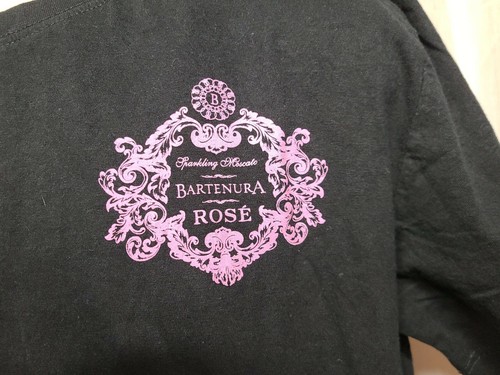 B
Sparkling Moscato
BARTENURA
ROSÉ